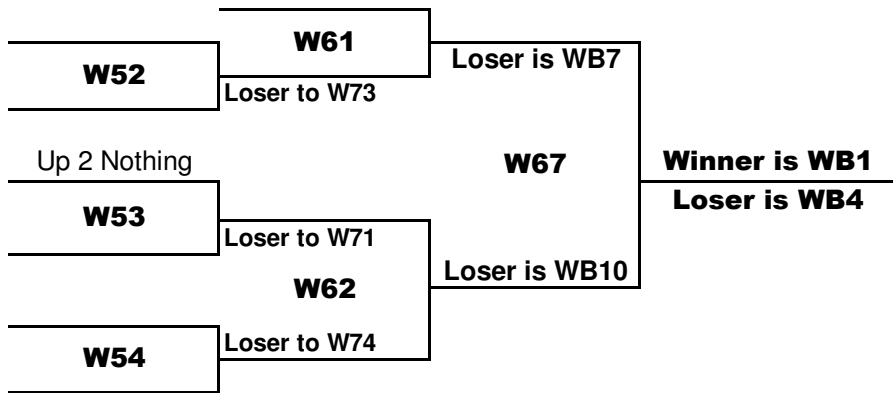 W61
Loser is WB7
W52
Loser to W73
Up 2 Nothing
W67
Winner is WB1
Loser is WB4
W53
Loser to W71
Loser is WB10
W62
Loser to W74
W54